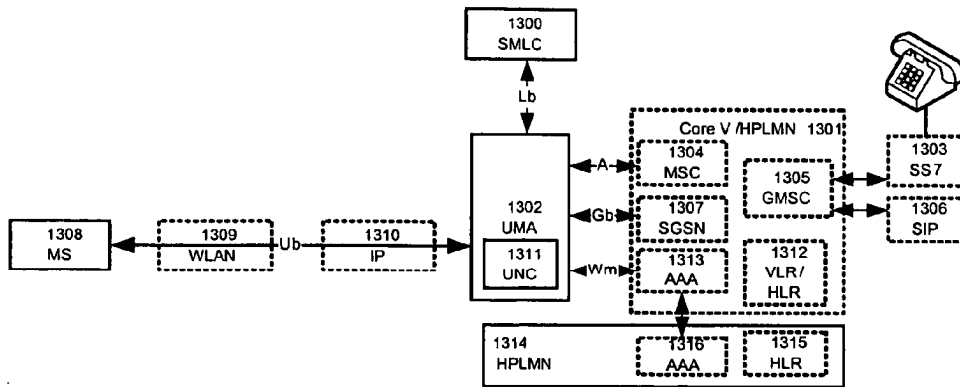 1300
SMLC
Lb
Core V /HPLMN 1301
1304
MSC
A
1303
SS7
1305
GMSC
1302
UMA
Gb
1307
SGSN
1306
SIP
1308
MS
1309
WLAN
Ub
1310
IP
1311
UNC
Wm
1313
AAA
1312
VLR /
HLR
1314
HPLMN
1316
AAA
1315
HLR